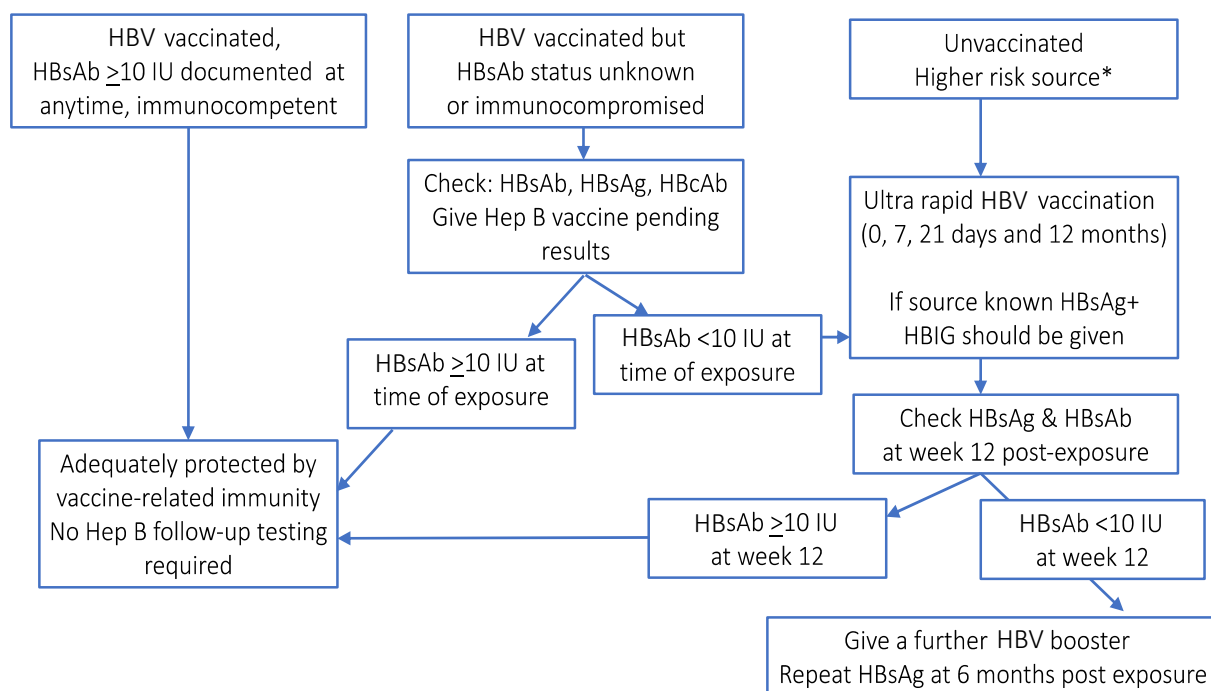 HBV vaccinated,
HBsAb ≥10 IU documented at
anytime, immunocompetent
HBV vaccinated but
HBsAb status unknown
or immunocompromised
Unvaccinated
Higher risk source*
Check: HBsAb, HBsAg, HBcAb
Give Hep B vaccine pending
results
Ultra rapid HBV vaccination
(0, 7, 21 days and 12 months)
If source known HBsAg+
HBIG should be given
HBsAb ≥10 IU at
time of exposure
HBsAb <10 IU at
time of exposure
Check HBsAg & HBsAb
at week 12 post-exposure
Adequately protected by
vaccine-related immunity
No Hep B follow-up testing
required
HBsAb ≥10 IU
at week 12
HBsAb <10 IU
at week 12
Give a further HBV booster
Repeat HBsAg at 6 months post exposure